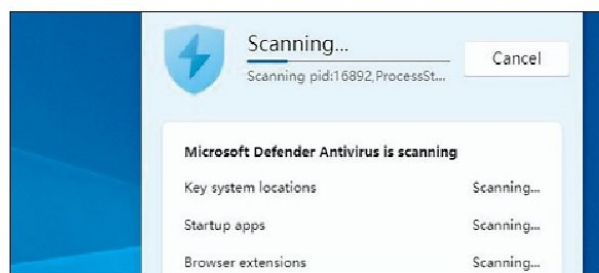 Scanning...
Cancel
Scanning pid:16892,ProcessSt...
Microsoft Defender Antivirus is scanning
Key system locations Scanning...
Startup apps Scanning...
Browser extensions Scanning...